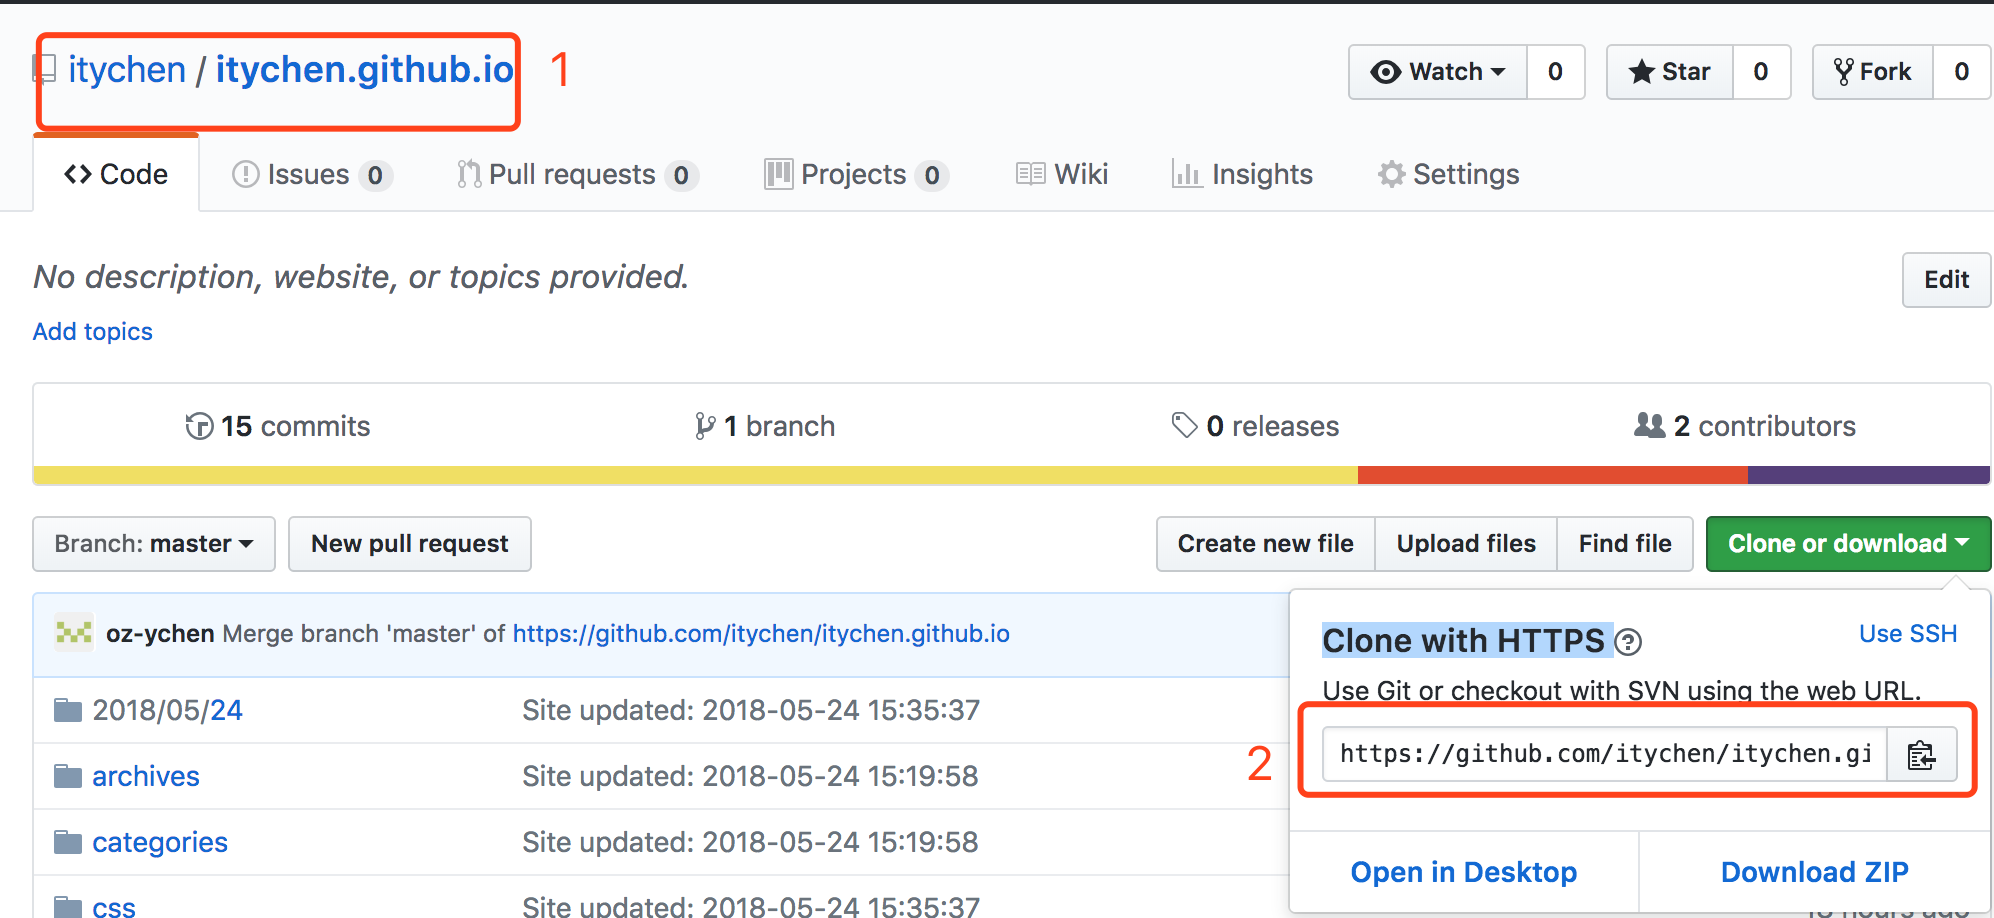 itychen / itychen.github.io 1 Watch 0 Star 0 Fork 0
Code Issues 0 Pull requests 0 Projects 0 Wiki Insights Settings
No description, website, or topics provided. Edit
Add topics
15 commits 1 branch 0 releases 2 contributors
Branch: master New pull request Create new file Upload files Find file Clone or download
oz-ychen Merge branch 'master' of https://github.com/itychen/itychen.github.io
Clone with HTTPS ? Use SSH
Use Git or checkout with SVN using the web URL.
2018/05/24 Site updated: 2018-05-24 15:35:37
2 https://github.com/itychen/itychen.gi
archives Site updated: 2018-05-24 15:19:58
categories Site updated: 2018-05-24 15:19:58
Open in Desktop Download ZIP
css Site updated: 2018-05-24 15:35:37